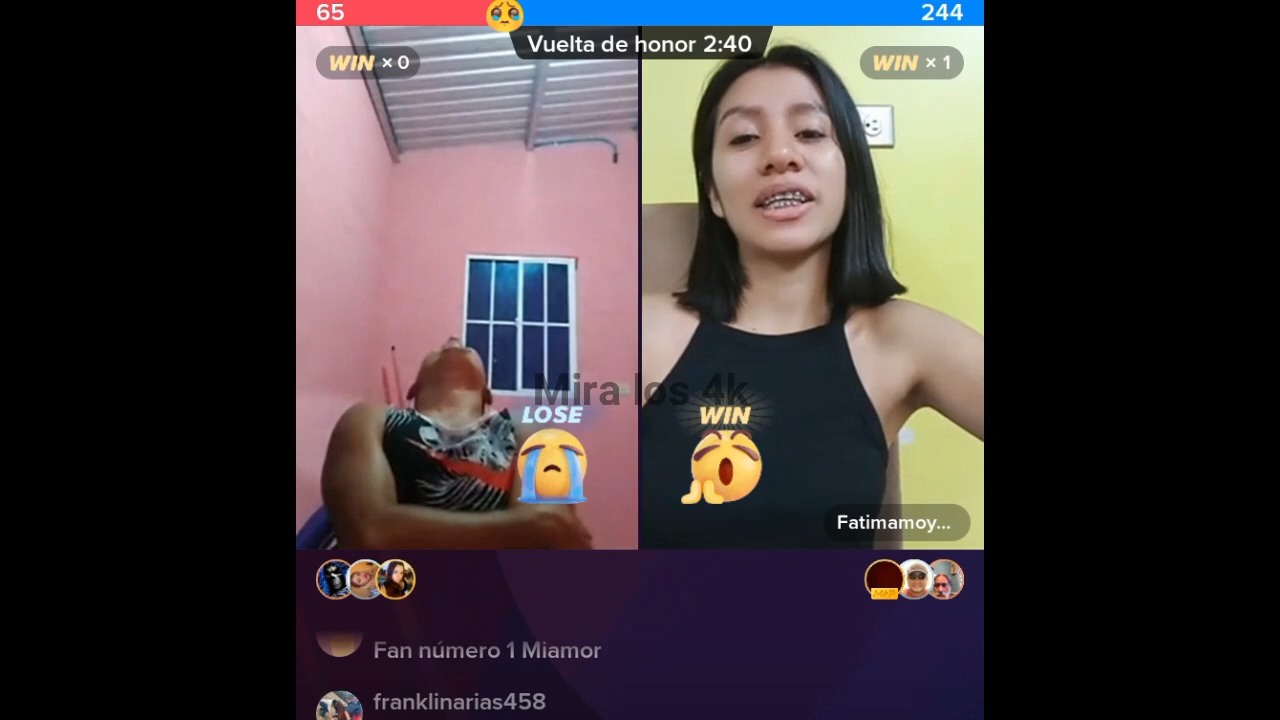 65
244
Vuelta de honor 2:40
WIN × 0
WIN × 1
Mira los 4k
LOSE
WIN
Fatimamoy...
MVP
Fan número 1 Miamor
franklinarias458